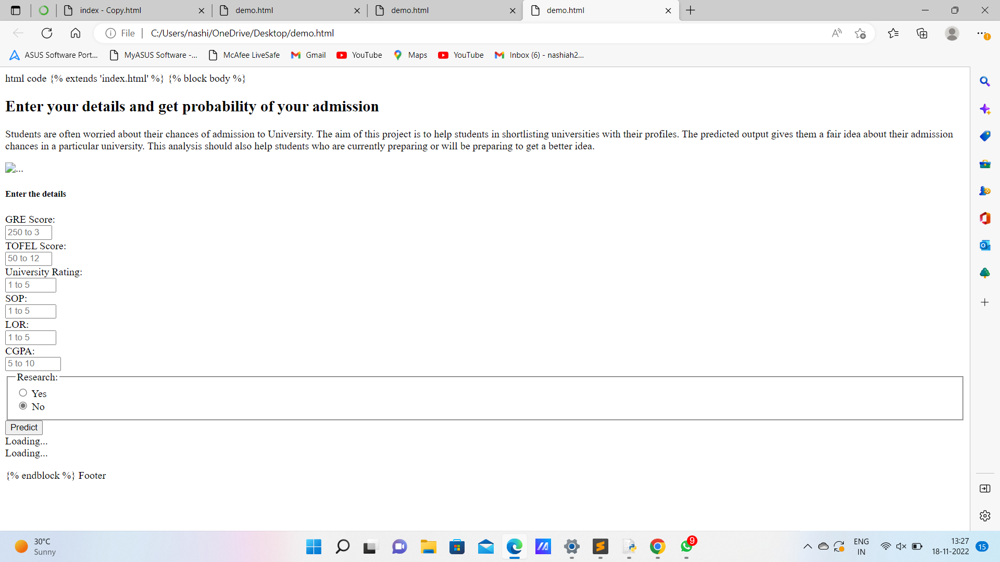 index - Copy.html
demo.html
demo.html
demo.html
File
C:/Users/nashi/OneDrive/Desktop/demo.html
ASUS Software Port...
MyASUS Software -...
McAfee LiveSafe
Gmail
YouTube
Maps
YouTube
Inbox (6) - nashiah2...
html code {% extends 'index.html' %} {% block body %}
Enter your details and get probability of your admission
Students are often worried about their chances of admission to University. The aim of this project is to help students in shortlisting universities with their profiles. The predicted output gives them a fair idea about their admission
chances in a particular university. This analysis should also help students who are currently preparing or will be preparing to get a better idea.
...
Enter the details
GRE Score:
250 to 3
TOFEL Score:
50 to 12
University Rating:
1 to 5
SOP:
1 to 5
LOR:
1 to 5
CGPA:
5 to 10
Research:
Yes
No
Predict
Loading...
Loading...
{% endblock %} Footer
30°C
Sunny
9
ENG
IN
13:27
18-11-2022
15